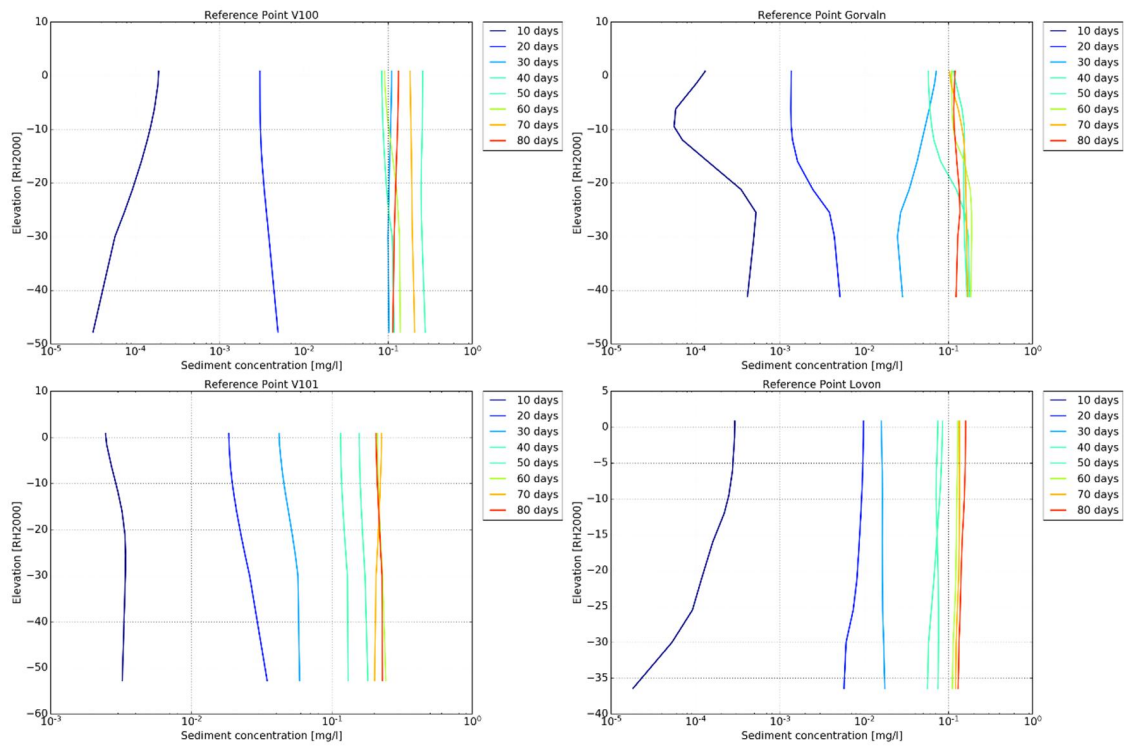 Reference Point V100
10
0
−10
−20
−30
−40
−50
Elevation [RH2000]
10⁻⁵ 10⁻⁴ 10⁻³ 10⁻² 10⁻¹ 10⁰
Sediment concentration [mg/l]
10 days
20 days
30 days
40 days
50 days
60 days
70 days
80 days
Reference Point Gorvaln
10
0
−10
−20
−30
−40
−50
Elevation [RH2000]
10⁻⁵ 10⁻⁴ 10⁻³ 10⁻² 10⁻¹ 10⁰
Sediment concentration [mg/l]
10 days
20 days
30 days
40 days
50 days
60 days
70 days
80 days
Reference Point V101
10
0
−10
−20
−30
−40
−50
−60
Elevation [RH2000]
10⁻³ 10⁻² 10⁻¹ 10⁰
Sediment concentration [mg/l]
10 days
20 days
30 days
40 days
50 days
60 days
70 days
80 days
Reference Point Lovon
5
0
−5
−10
−15
−20
−25
−30
−35
−40
Elevation [RH2000]
10⁻⁵ 10⁻⁴ 10⁻³ 10⁻² 10⁻¹ 10⁰
Sediment concentration [mg/l]
10 days
20 days
30 days
40 days
50 days
60 days
70 days
80 days